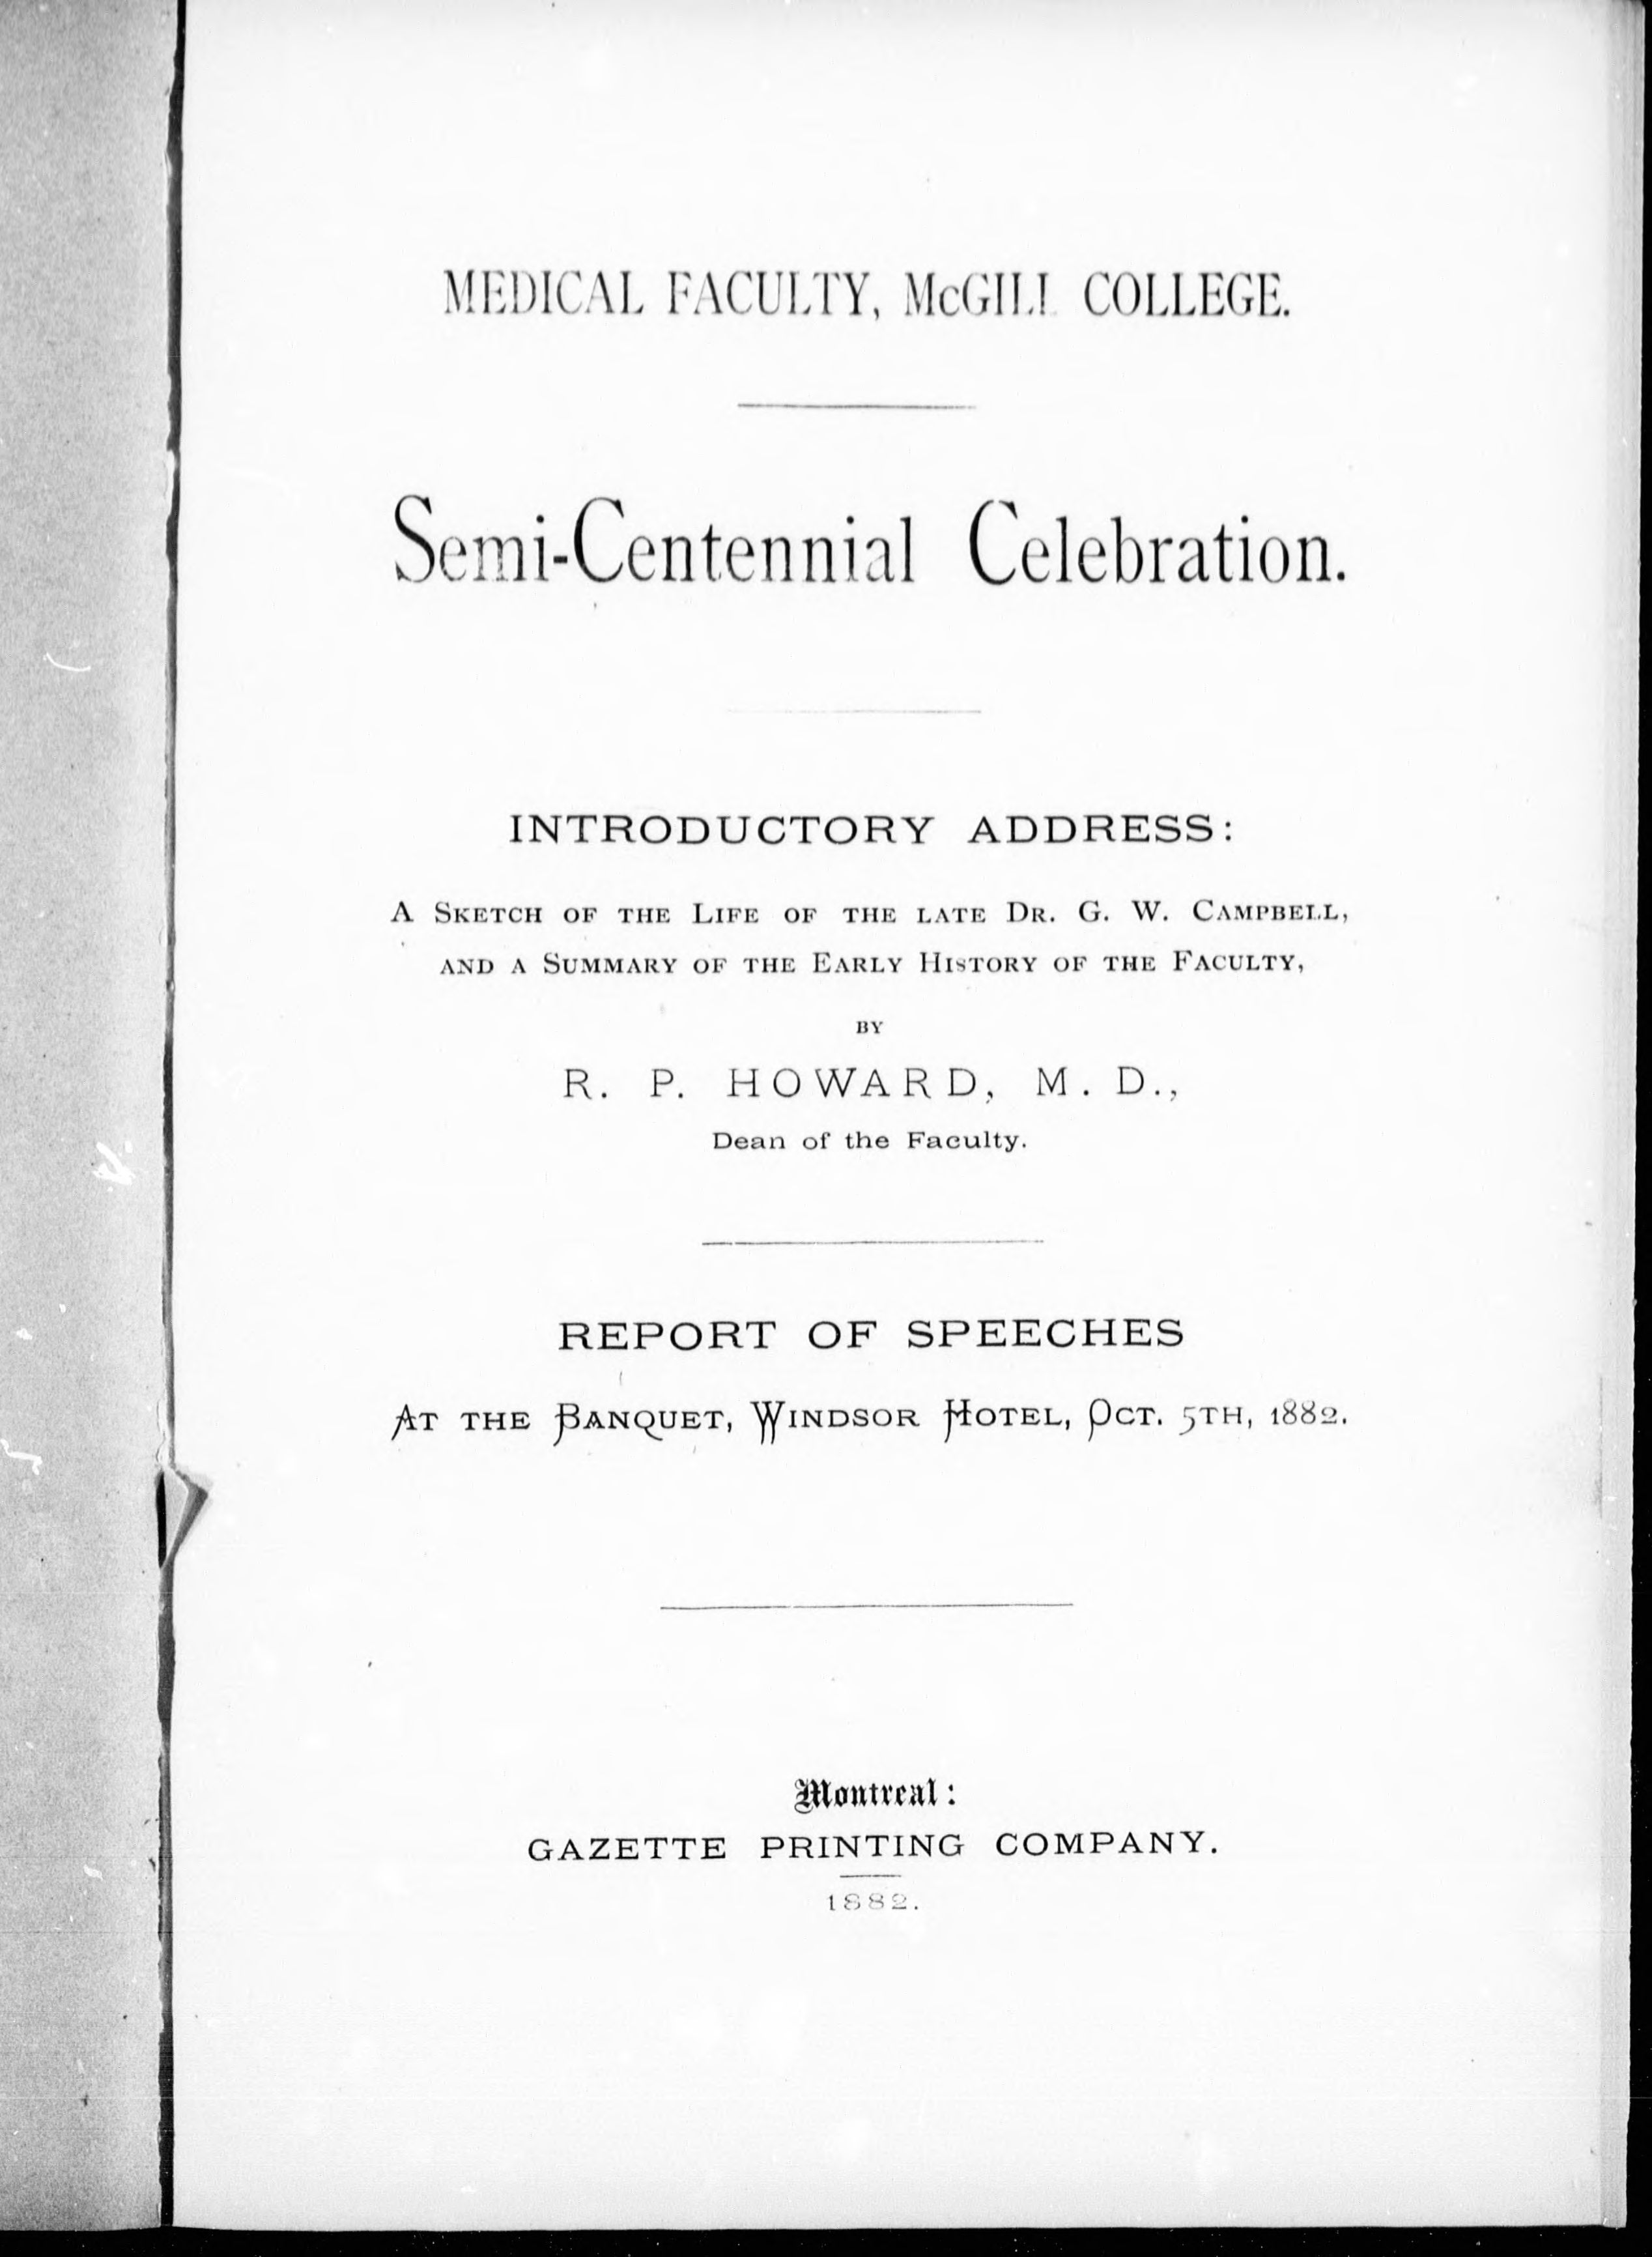 MEDICAL FACULTY, McGILL COLLEGE.
Semi-Centennial Celebration.
INTRODUCTORY ADDRESS:
A SKETCH OF THE LIFE OF THE LATE DR. G. W. CAMPBELL,
AND A SUMMARY OF THE EARLY HISTORY OF THE FACULTY,
BY
R. P. HOWARD, M. D.,
Dean of the Faculty.
REPORT OF SPEECHES
AT THE BANQUET, WINDSOR HOTEL, OCT. 5TH, 1882.
Montreal:
GAZETTE PRINTING COMPANY.
1882.